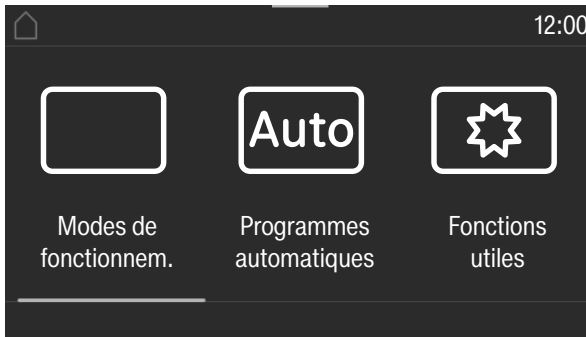 12:00
Auto
Modes de
fonctionnem.
Programmes
automatiques
Fonctions
utiles